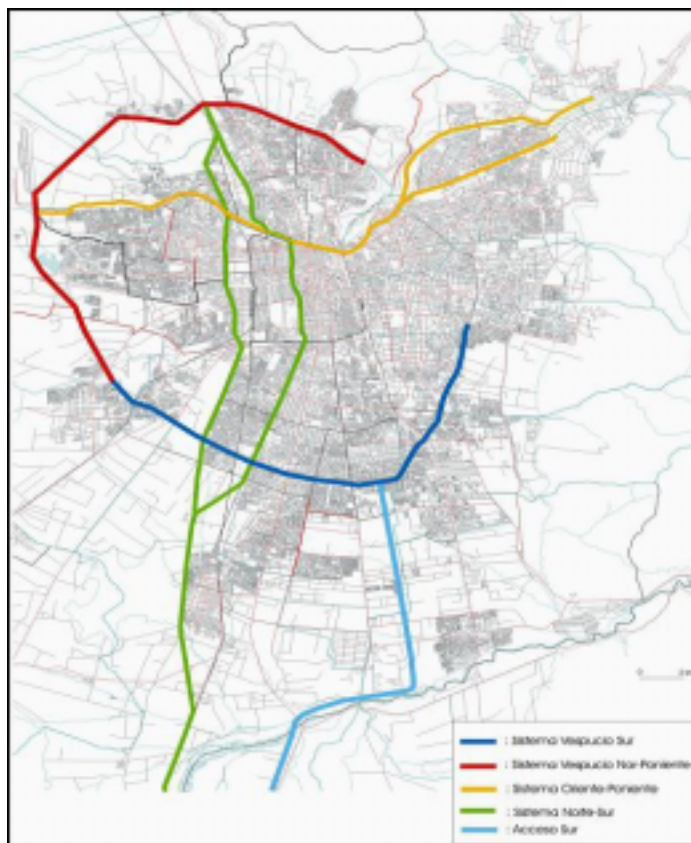 : Sistema Vespucio Sur
: Sistema Vespucio Nor-Poniente
: Sistema Oriente-Poniente
: Sistema Norte-Sur
: Acceso Sur